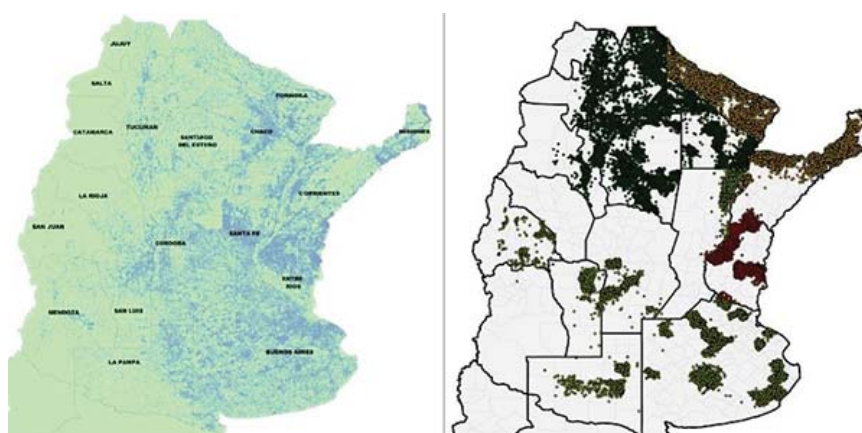 JUJUY
SALTA
FORMOSA
CATAMARCA
TUCUMAN
SANTIAGO
DEL ESTERO
CHACO
MISIONES
LA RIOJA
CORRIENTES
SAN JUAN
CORDOBA
SANTA FE
ENTRE
RIOS
MENDOZA
SAN LUIS
LA PAMPA
BUENOS AIRES